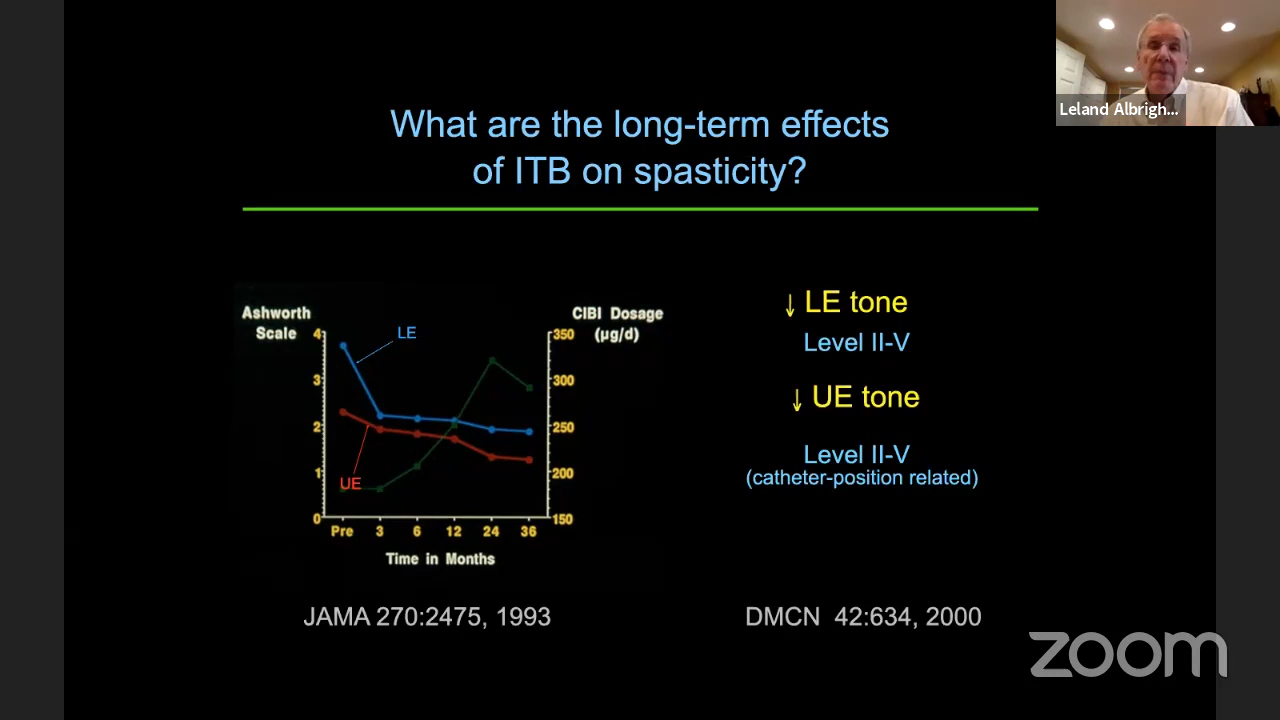 Leland Albrigh...
What are the long-term effects
of ITB on spasticity?
Ashworth
Scale
CIBI Dosage
(µg/d)
4
3
2
1
0
LE
UE
350
300
250
200
150
Pre 3 6 12 24 36
Time in Months
↓ LE tone
Level II-V
↓ UE tone
Level II-V
(catheter-position related)
JAMA 270:2475, 1993
DMCN 42:634, 2000
zoom